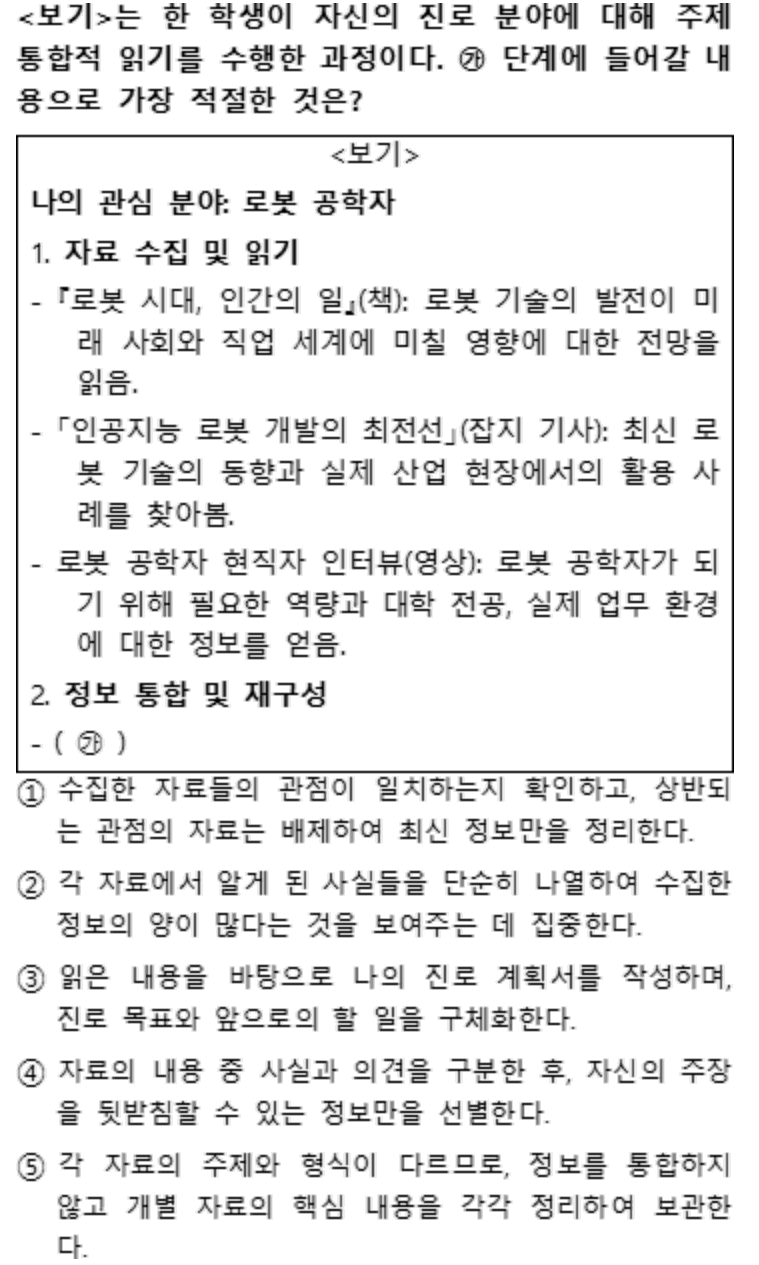 <보기>는 한 학생이 자신의 진로 분야에 대해 주제
통합적 읽기를 수행한 과정이다. ㉮ 단계에 들어갈 내
용으로 가장 적절한 것은?
<보기>
나의 관심 분야: 로봇 공학자
1. 자료 수집 및 읽기
- 『로봇 시대, 인간의 일』(책): 로봇 기술의 발전이 미
래 사회와 직업 세계에 미칠 영향에 대한 전망을
읽음.
- 「인공지능 로봇 개발의 최전선」(잡지 기사): 최신 로
봇 기술의 동향과 실제 산업 현장에서의 활용 사
례를 찾아봄.
- 로봇 공학자 현직자 인터뷰(영상): 로봇 공학자가 되
기 위해 필요한 역량과 대학 전공, 실제 업무 환경
에 대한 정보를 얻음.
2. 정보 통합 및 재구성
- ( ㉮ )
① 수집한 자료들의 관점이 일치하는지 확인하고, 상반되
는 관점의 자료는 배제하여 최신 정보만을 정리한다.
② 각 자료에서 알게 된 사실들을 단순히 나열하여 수집한
정보의 양이 많다는 것을 보여주는 데 집중한다.
③ 읽은 내용을 바탕으로 나의 진로 계획서를 작성하며,
진로 목표와 앞으로의 할 일을 구체화한다.
④ 자료의 내용 중 사실과 의견을 구분한 후, 자신의 주장
을 뒷받침할 수 있는 정보만을 선별한다.
⑤ 각 자료의 주제와 형식이 다르므로, 정보를 통합하지
않고 개별 자료의 핵심 내용을 각각 정리하여 보관한
다.